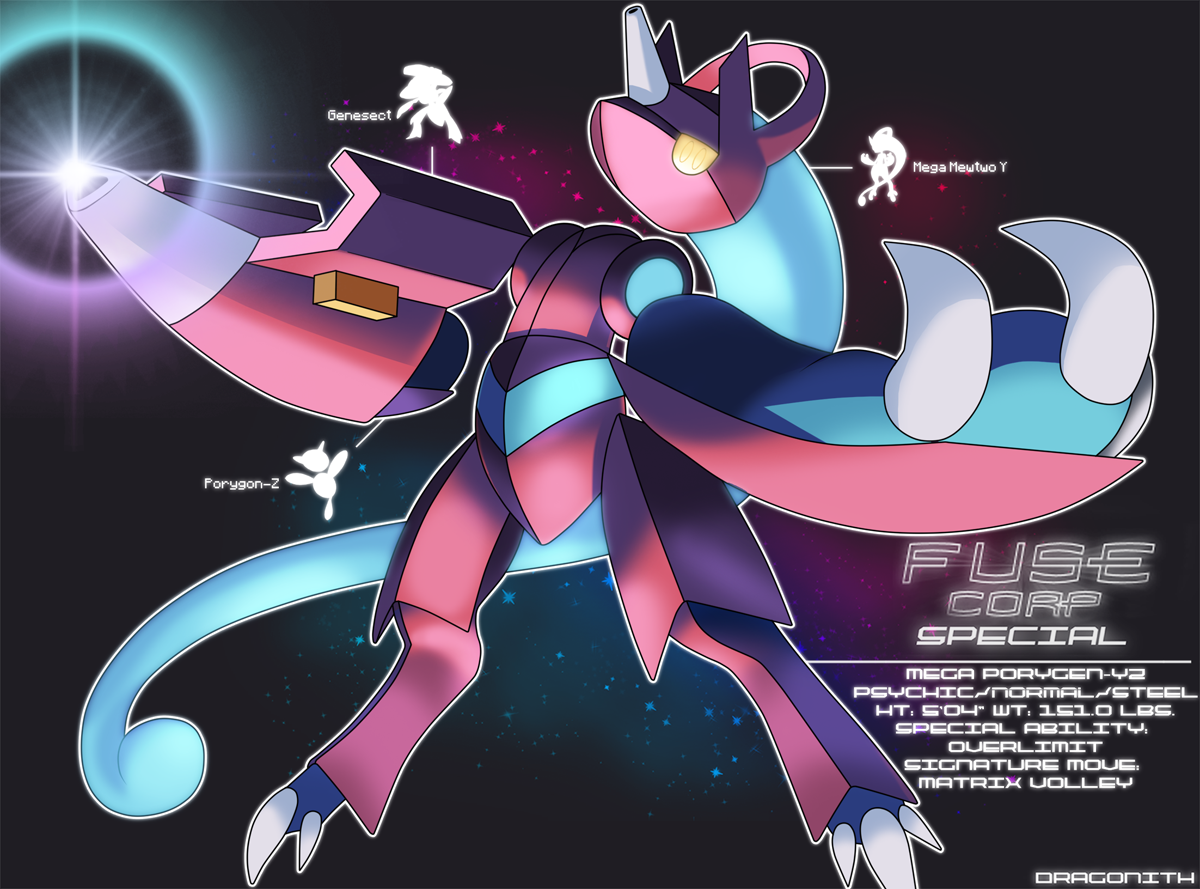 Genesect
Mega Mewtwo Y
Porygon-Z
FUSE
CORP
SPECIAL
MEGA PORYGEN-YZ
PSYCHIC/NORMAL/STEEL
HT: 5'04" WT: 151.0 LBS.
SPECIAL ABILITY:
OVERLIMIT
SIGNATURE MOVE:
MATRIX VOLLEY
DRAGONITH